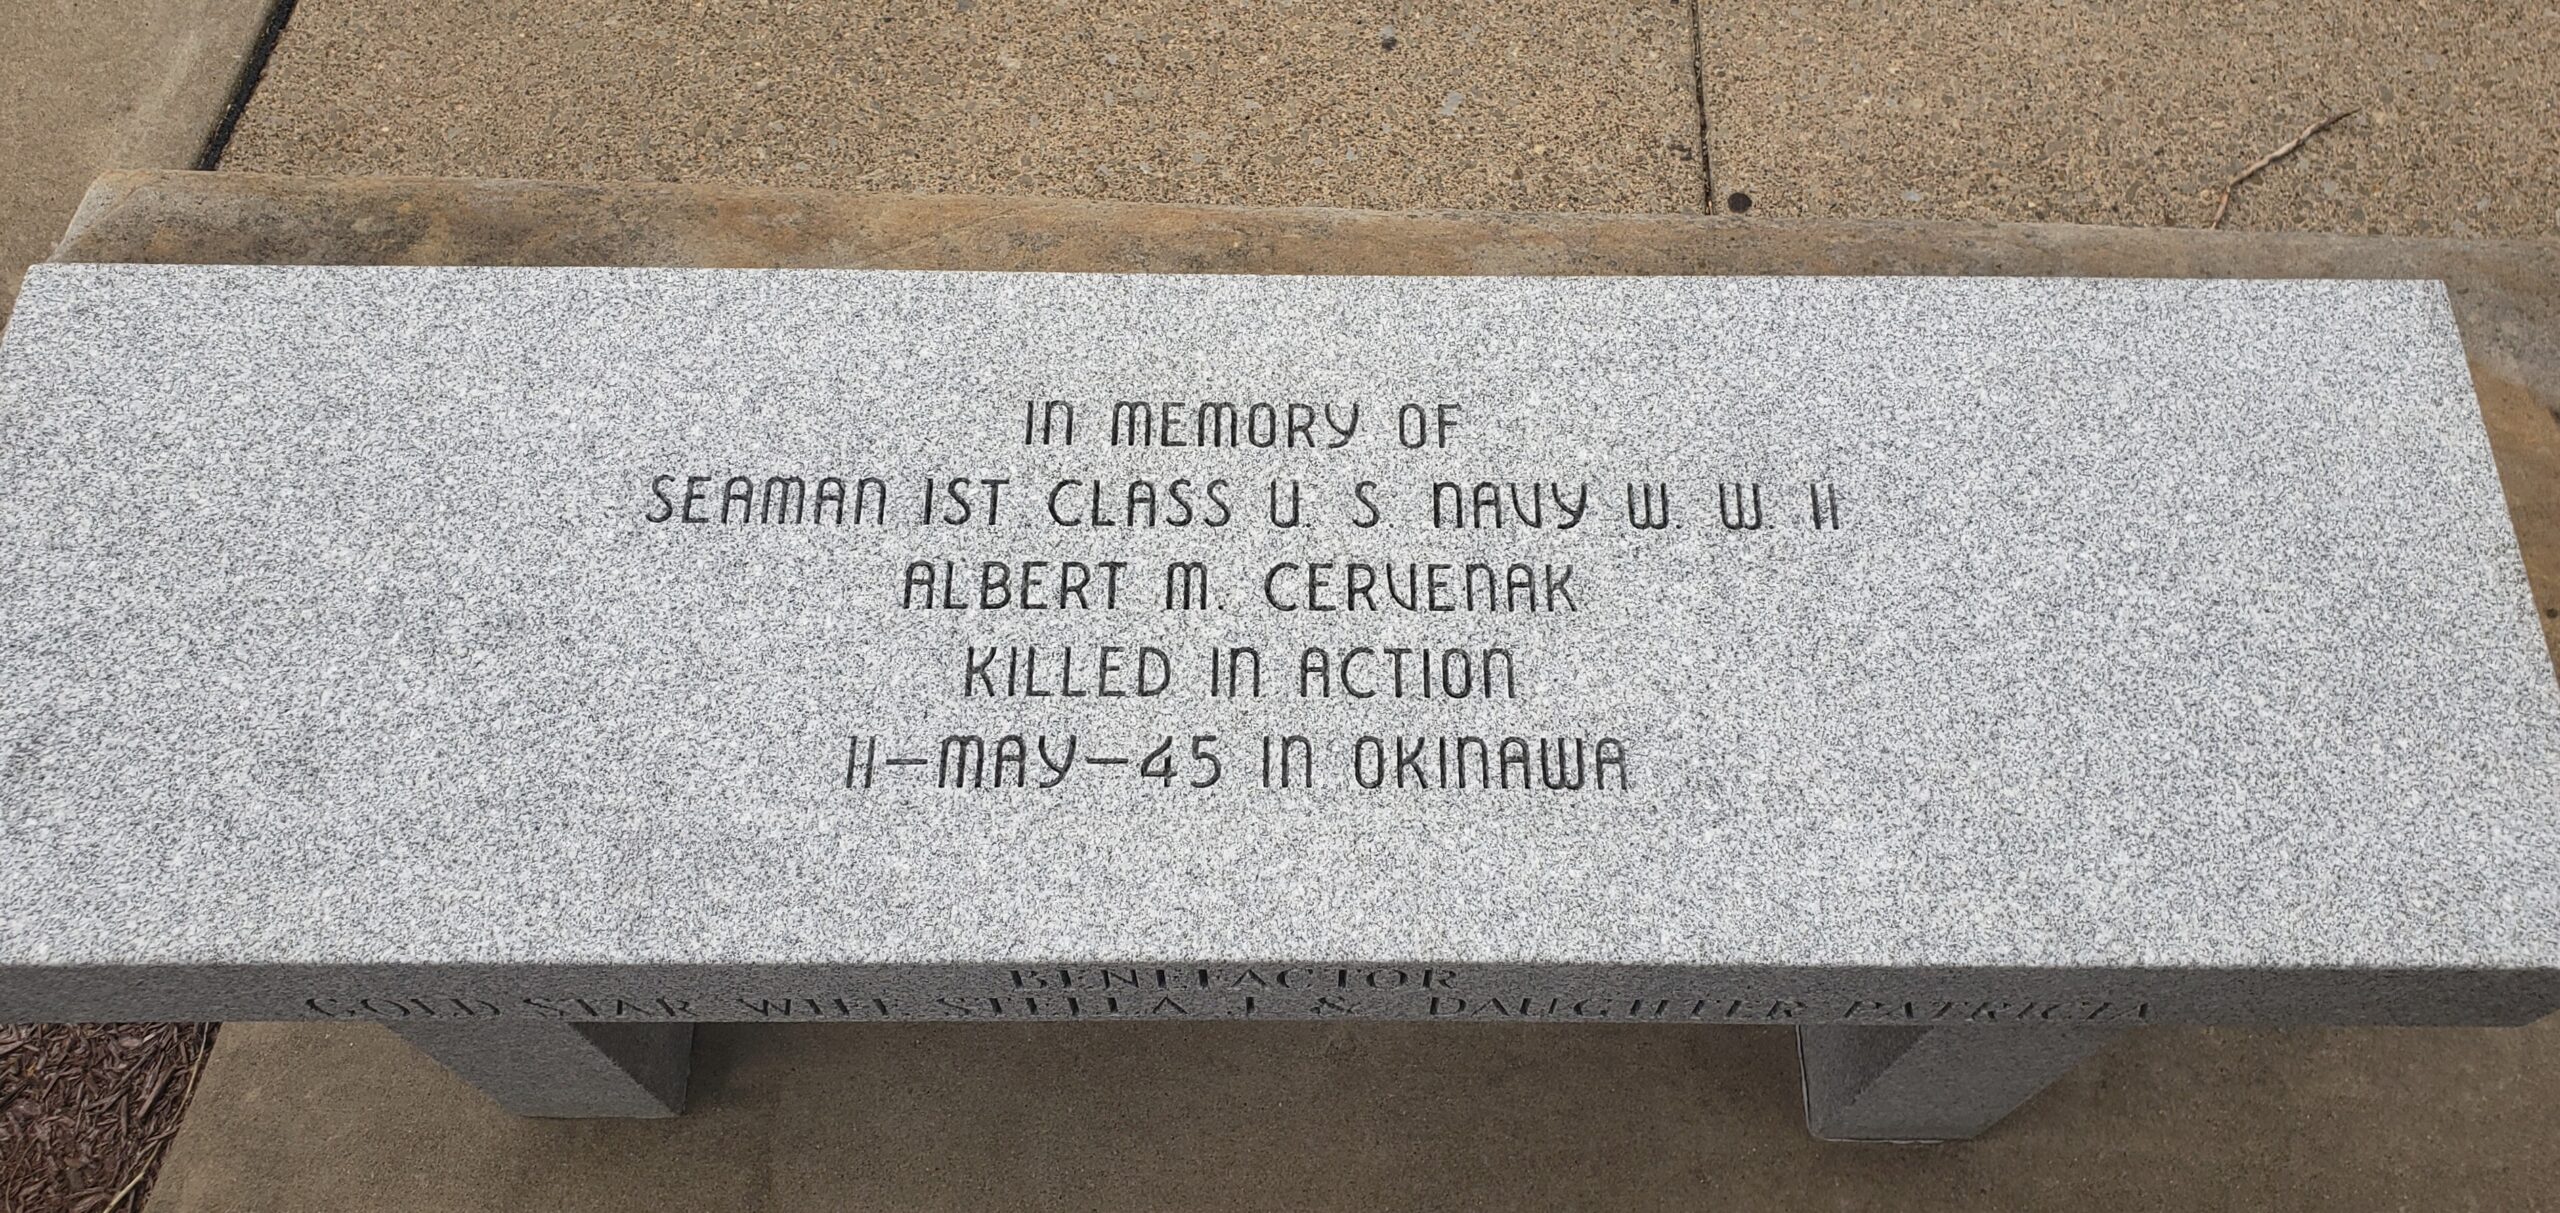 IN MEMORY OF
SEAMAN 1ST CLASS U. S. NAVY W. W. II
ALBERT M. CERVENAK
KILLED IN ACTION
11-MAY-45 IN OKINAWA
BENEFACTOR
GOLD STAR WIFE STELLA J. & DAUGHTER PATRICIA